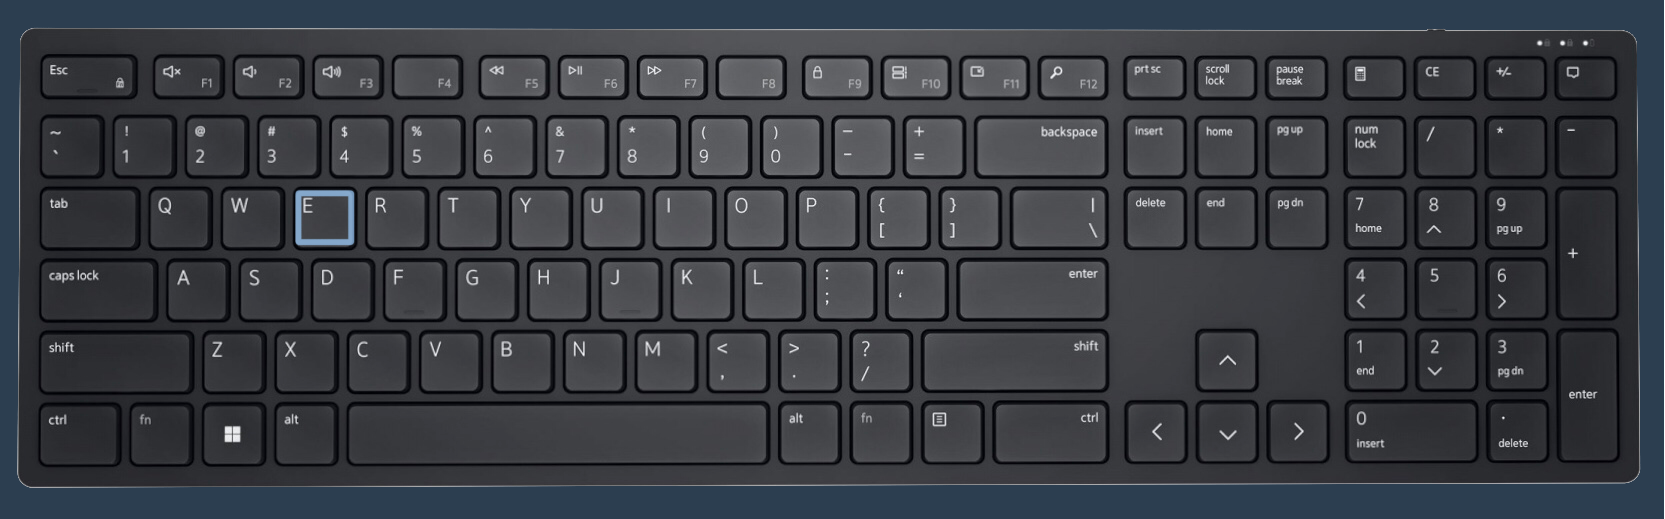 Esc F1 F2 F3 F4 F5 F6 F7 F8 F9 F10 F11 F12 prt sc scroll lock pause break CE +/-
~ ` ! 1 @ 2 # 3 $ 4 % 5 ^ 6 & 7 * 8 ( 9 ) 0 – - + = backspace insert home pg up num lock / * –
tab Q W E R T Y U I O P { [ } ] | \ delete end pg dn 7 home 8 9 pg up +
caps lock A S D F G H J K L : ; “ ‘ enter 4 5 6
shift Z X C V B N M < , > . ? / shift 1 end 2 3 pg dn enter
ctrl fn alt alt fn ctrl 0 insert . delete